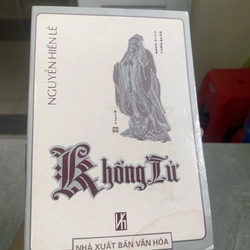 NGUYỄN HIẾN LÊ
Khổng Tử
NHÀ XUẤT BẢN VĂN HÓA